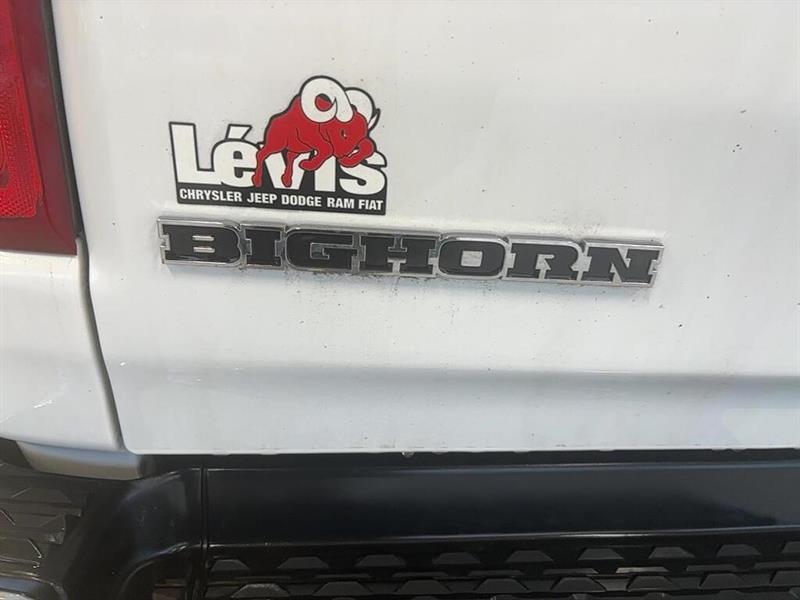 Lévis
CHRYSLER JEEP DODGE RAM FIAT
BIGHORN